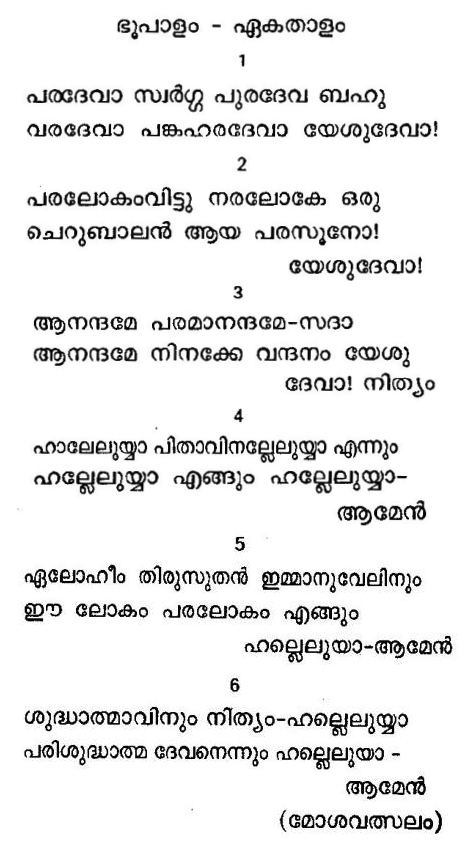 ഭൂപാളം - ഏകതാളം
1
പരദേവാ സ്വർഗ്ഗ പുരദേവ ബഹു
വരദേവാ പങ്കഹരദേവാ യേശുദേവാ!
2
പരലോകംവിട്ടു നരലോകേ ഒരു
ചെറുബാലൻ ആയ പരസൂനോ!
യേശുദേവാ!
3
ആനന്ദമേ പരമാനന്ദമേ-സദാ
ആനന്ദമേ നിനക്കേ വന്ദനം യേശു
ദേവാ! നിത്യം
4
ഹാലേലുയ്യാ പിതാവിനല്ലേലുയ്യാ എന്നും
ഹല്ലേലുയ്യാ എങ്ങും ഹല്ലേലുയ്യാ-
ആമേൻ
5
ഏലോഹീം തിരുസുതൻ ഇമ്മാനുവേലിനും
ഈ ലോകം പരലോകം എങ്ങും
ഹല്ലെലുയാ-ആമേൻ
6
ശുദ്ധാത്മാവിനും നിത്യം-ഹല്ലെലുയ്യാ
പരിശുദ്ധാത്മ ദേവനെന്നും ഹല്ലെലുയാ -
ആമേൻ
(മോശവത്സലം)